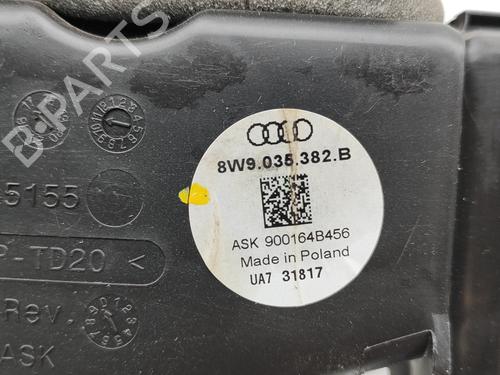 B-PARTS
8W9.035.382.B
5155
ASK 900164B456
P-TD20 <
Made in Poland
UA7 31817
Rev.
ASK